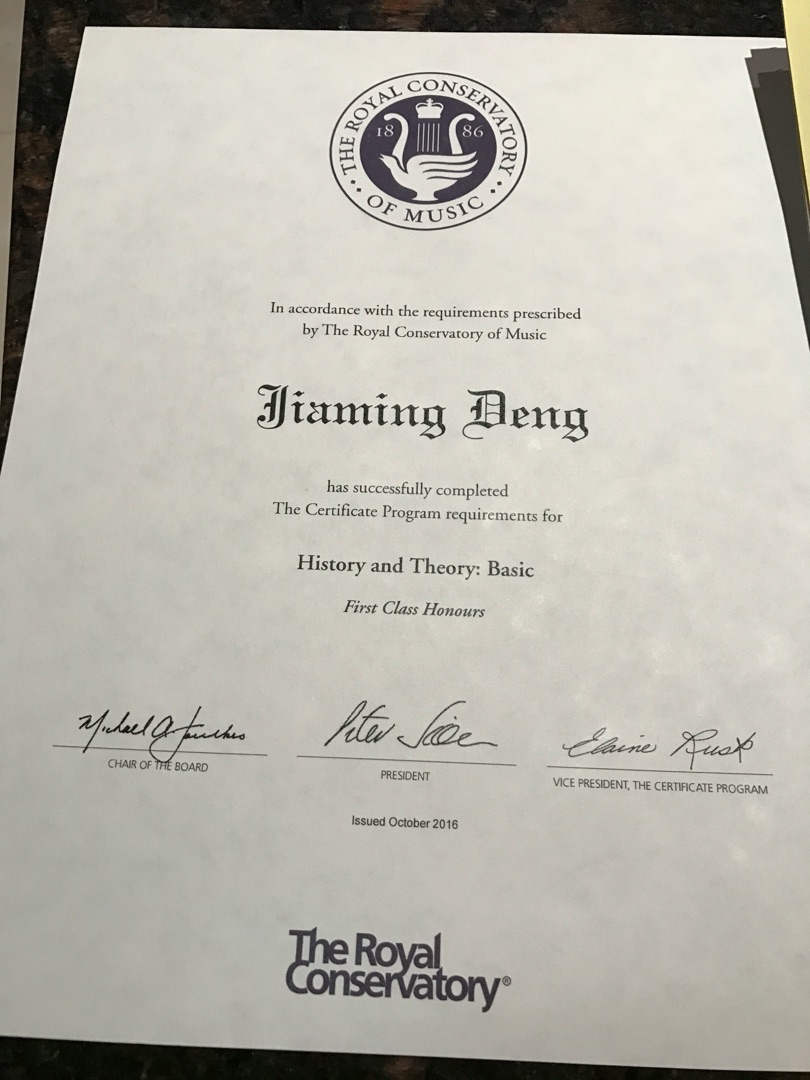 THE ROYAL CONSERVATORY
18 86
OF MUSIC
In accordance with the requirements prescribed
by The Royal Conservatory of Music
Jiaming Deng
has successfully completed
The Certificate Program requirements for
History and Theory: Basic
First Class Honours
Michael A.
Peter
Elaine Rusk
CHAIR OF THE BOARD
PRESIDENT
VICE PRESIDENT, THE CERTIFICATE PROGRAM
Issued October 2016
The Royal
Conservatory®